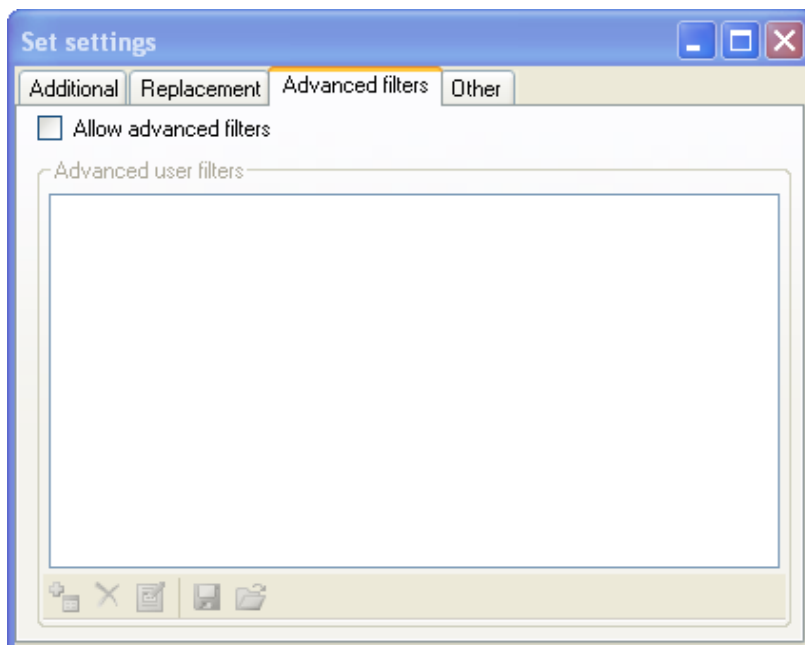 Set settings
Additional Replacement Advanced filters Other
Allow advanced filters
Advanced user filters